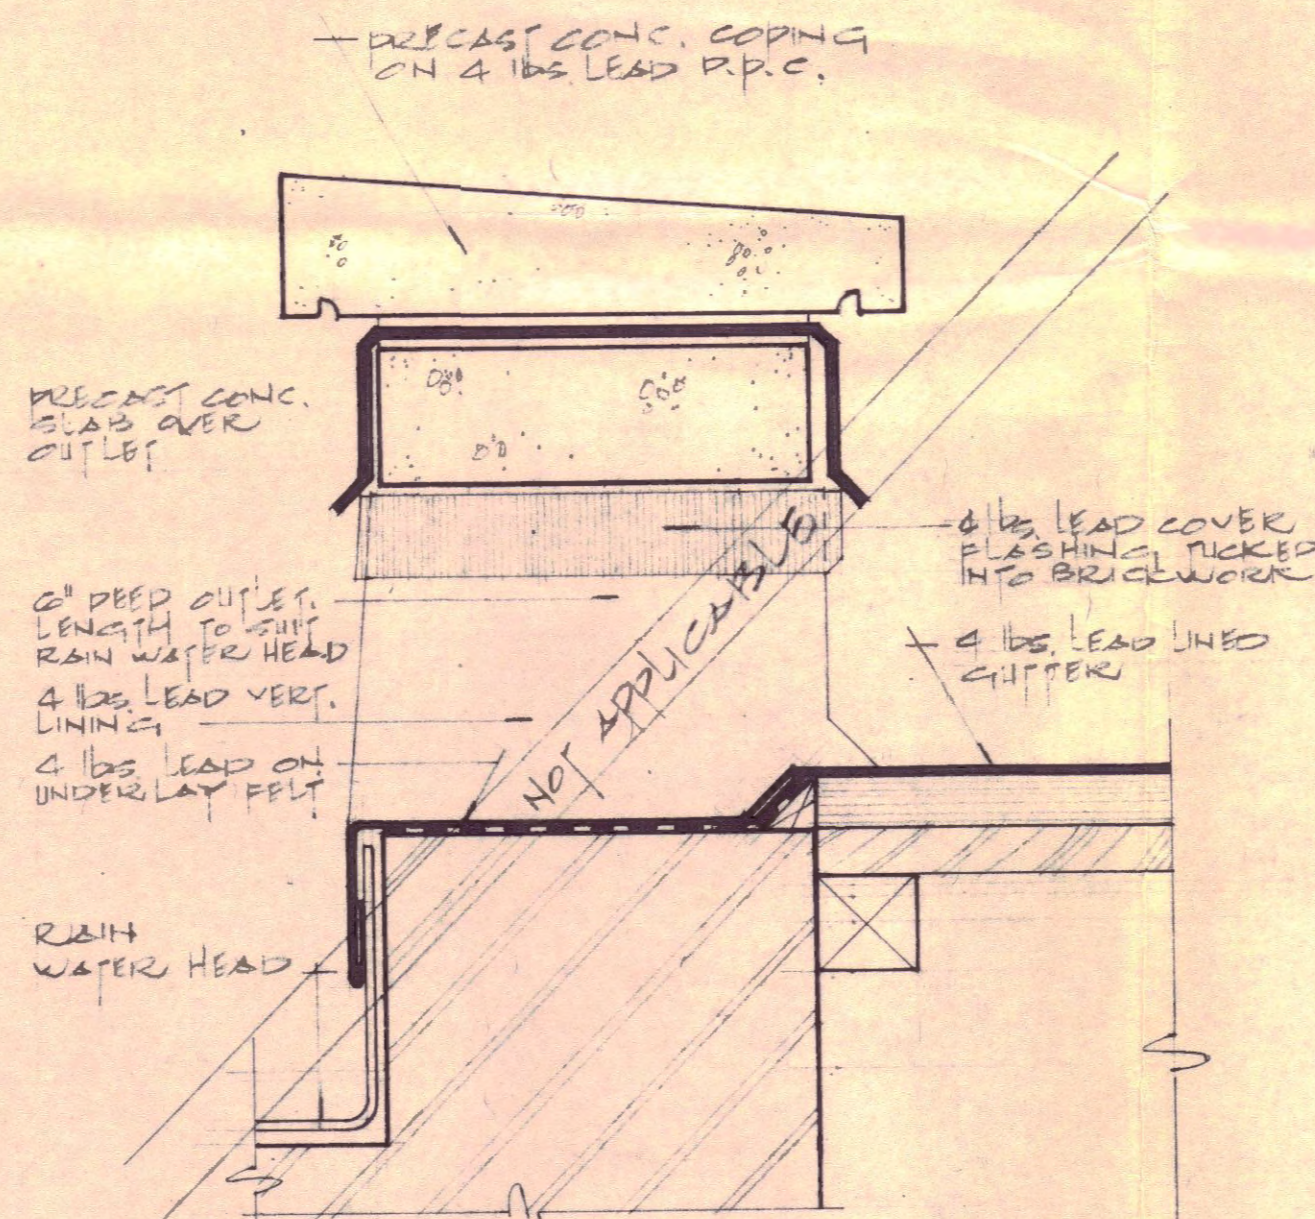 PRECAST CONC. COPING
ON 4 lbs. LEAD D.P.C.
PRECAST CONC.
SLAB OVER
OUTLET
4 lbs. LEAD COVER
FLASHING TUCKED
INTO BRICKWORK
6" DEEP OUTLET.
LENGTH TO SUIT
RAIN WATER HEAD
4 lbs. LEAD LINED
GUTTER
4 lbs. LEAD VERT.
LINING
4 lbs LEAD ON
UNDERLAY FELT
NOT APPLICABLE
RAIN
WATER HEAD